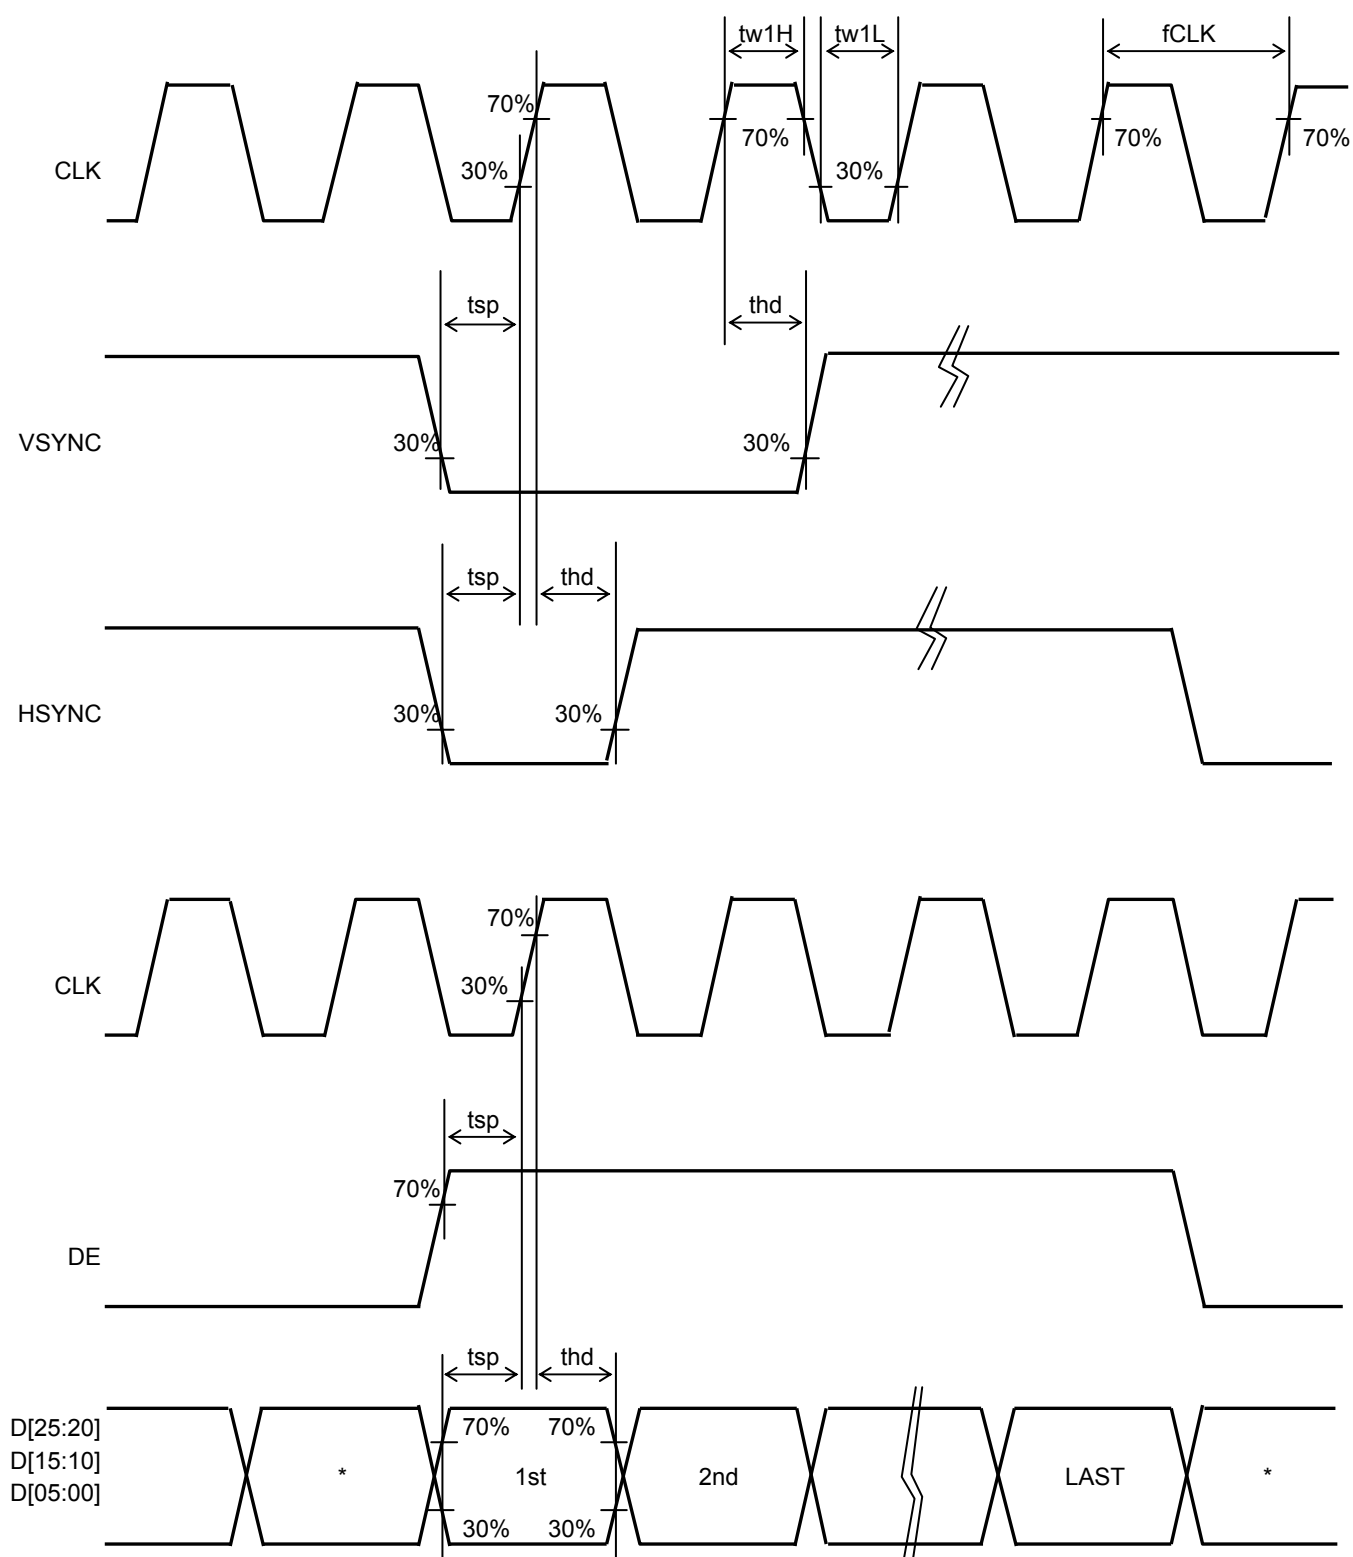 tw1H tw1L fCLK
70% 70% 70% 70%
CLK 30% 30%
tsp thd
VSYNC 30% 30%
tsp thd
HSYNC 30% 30%
70%
CLK 30%
tsp
70%
DE
tsp thd
D[25:20] 70% 70%
D[15:10] * 1st 2nd LAST *
D[05:00]
30% 30%